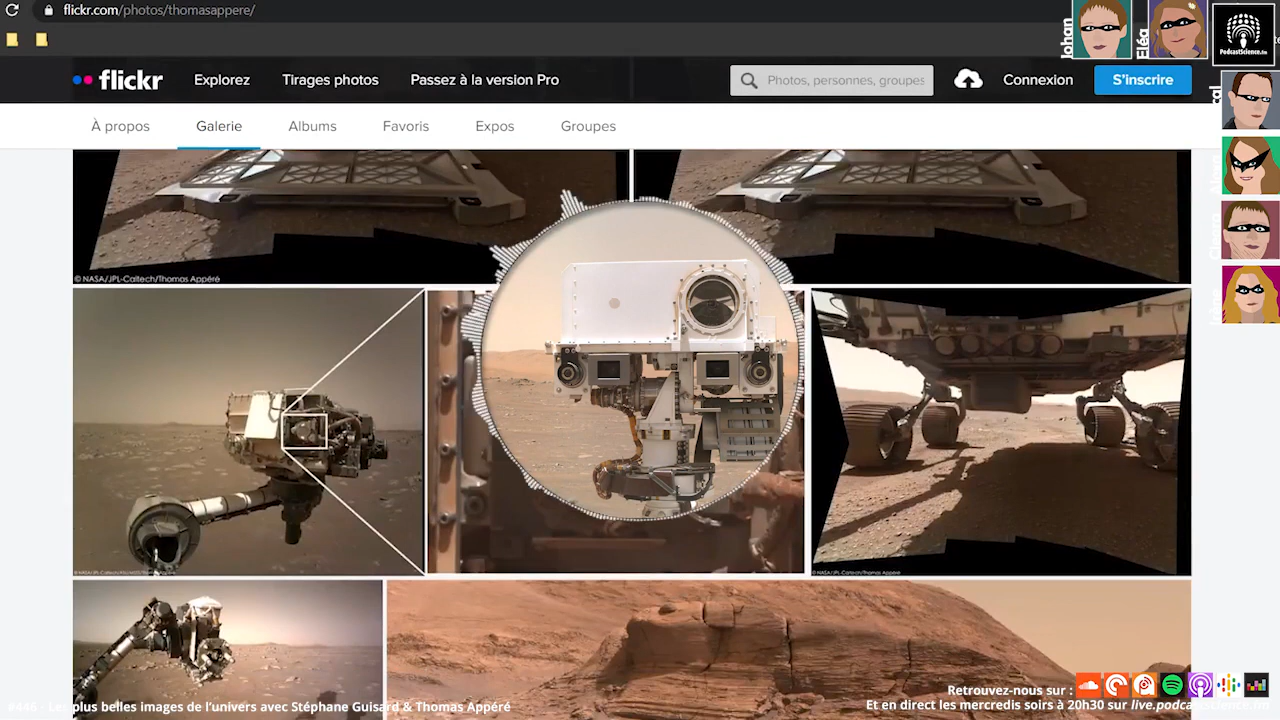 flickr.com/photos/thomasappere/
Johan
Eléa
PodcastScience.fm
flickr
Explorez
Tirages photos
Passez à la version Pro
Photos, personnes, groupes
Connexion
S'inscrire
À propos
Galerie
Albums
Favoris
Expos
Groupes
© NASA/JPL-Caltech/Thomas Appéré
© NASA/JPL-Caltech/Thomas Appéré
Retrouvez-nous sur :
#446 - Les plus belles images de l'univers avec Stéphane Guisard & Thomas Appéré
Et en direct les mercredis soirs à 20h30 sur live.podcastscience.fm